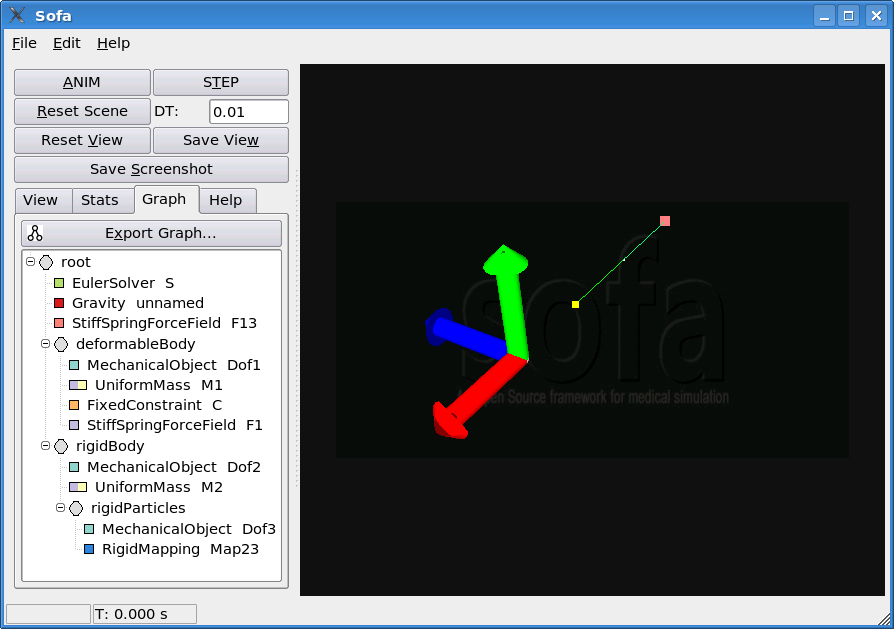 Sofa
File Edit Help
ANIM STEP
Reset Scene DT: 0.01
Reset View Save View
Save Screenshot
View Stats Graph Help
Export Graph...
root
EulerSolver S
Gravity unnamed
StiffSpringForceField F13
deformableBody
MechanicalObject Dof1
UniformMass M1
FixedConstraint C
StiffSpringForceField F1
rigidBody
MechanicalObject Dof2
UniformMass M2
rigidParticles
MechanicalObject Dof3
RigidMapping Map23
sofa
en Source framework for medical simulation
T: 0.000 s